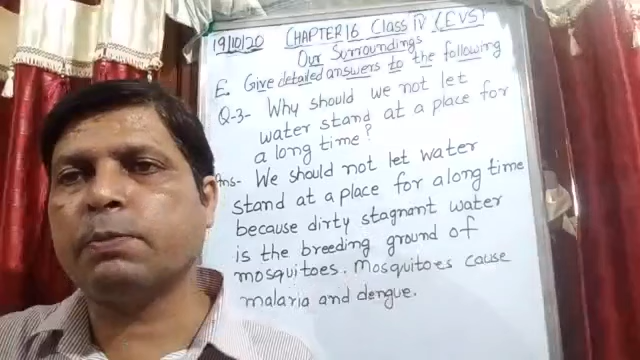 19/10/20 CHAPTER 16 Class IV (EVS)
Our Surroundings
E. Give detailed answers to the following
Q-3- Why should we not let
water stand at a place for
a long time?
Ans- We should not let water
stand at a place for along time
because dirty stagnant water
is the breeding ground of
mosquitoes. Mosquitoes cause
malaria and dengue.